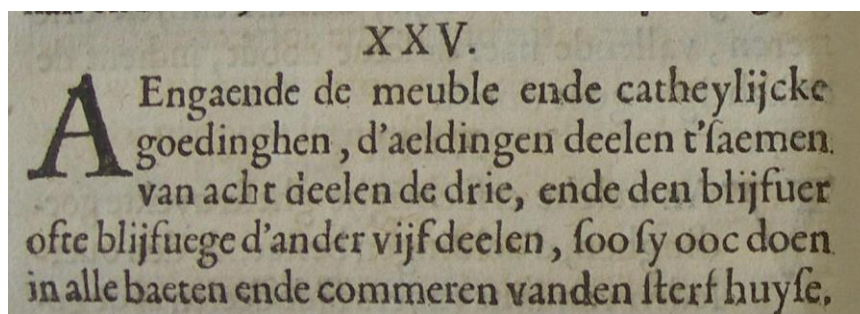 XXV.
AEngaende de meuble ende catheylijcke
goedinghen, d'aeldingen deelen t'ſaemen.
van acht deelen de drie, ende den blijfuer
ofte blijfuege d'ander vijf deelen, ſoo ſy ooc doen
in alle baeten ende commeren vanden ſterf huyſe.